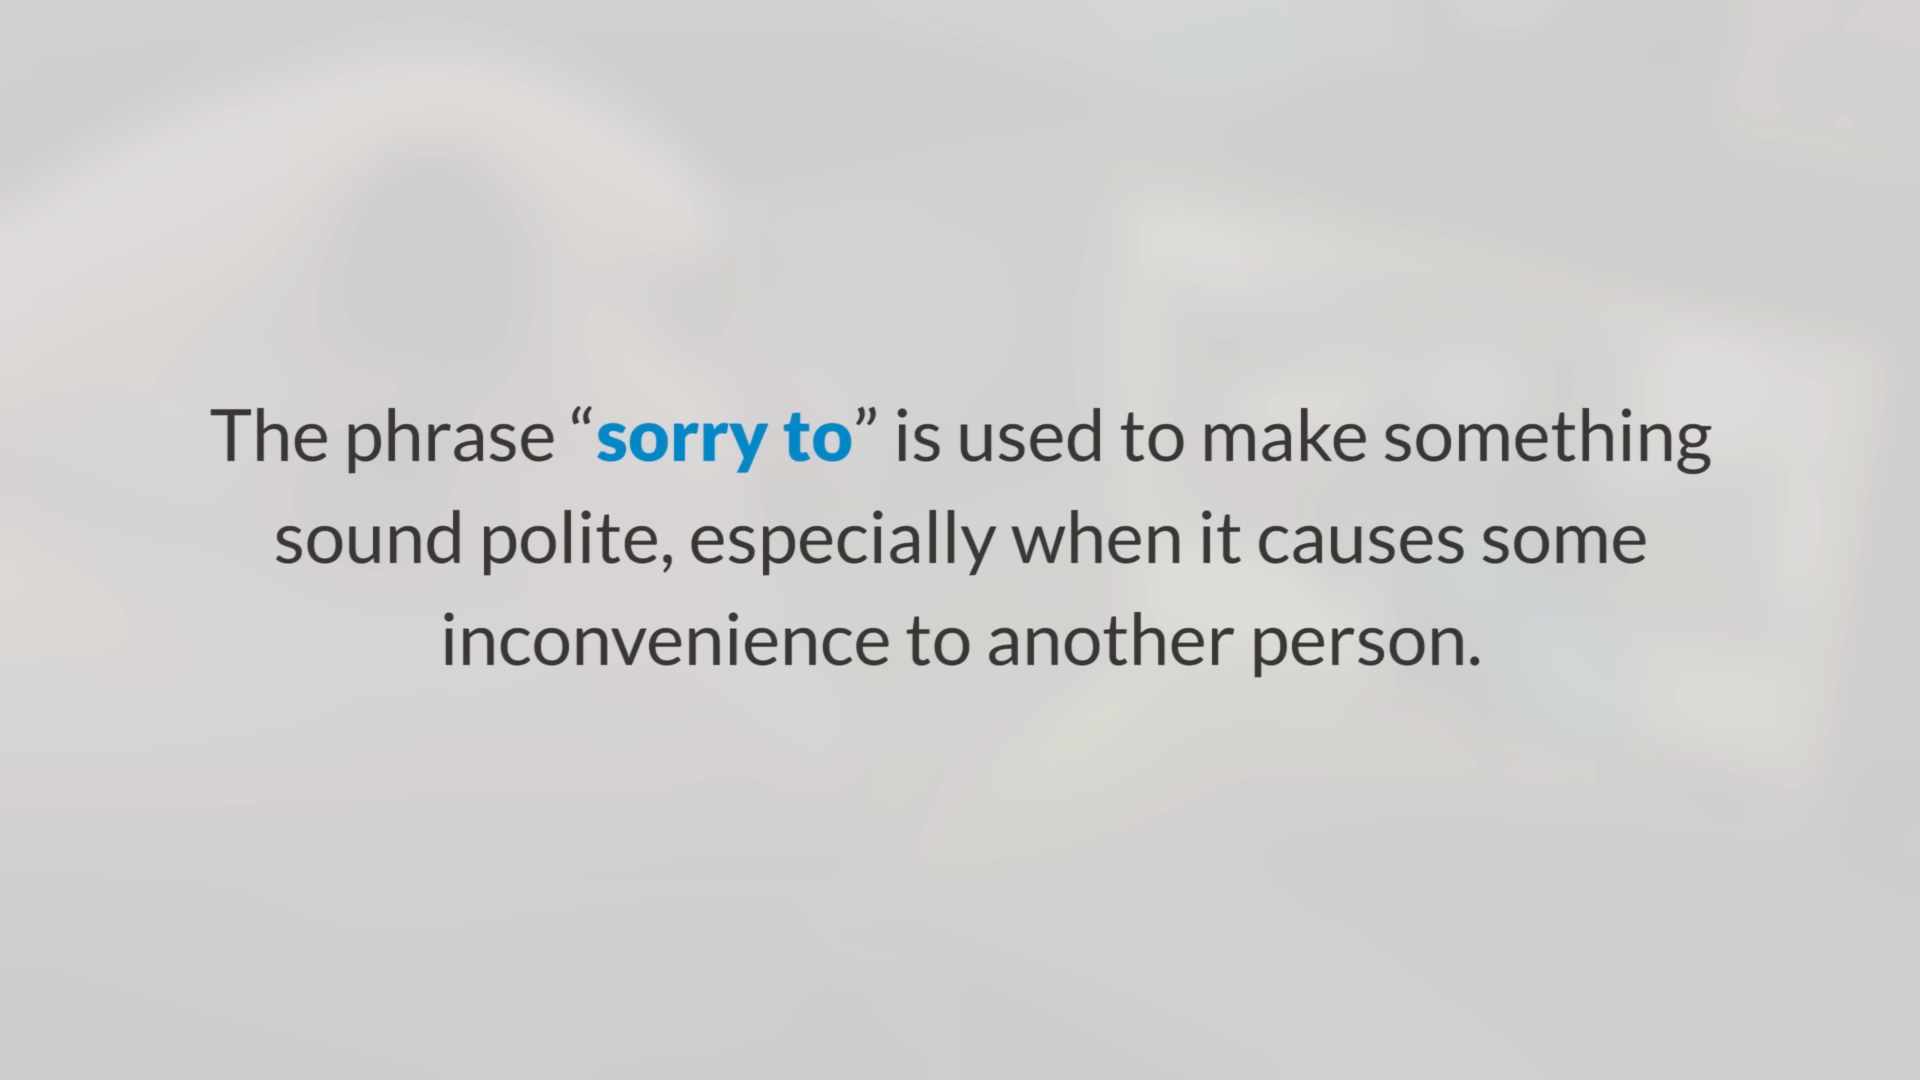 The phrase “sorry to” is used to make something
sound polite, especially when it causes some
inconvenience to another person.